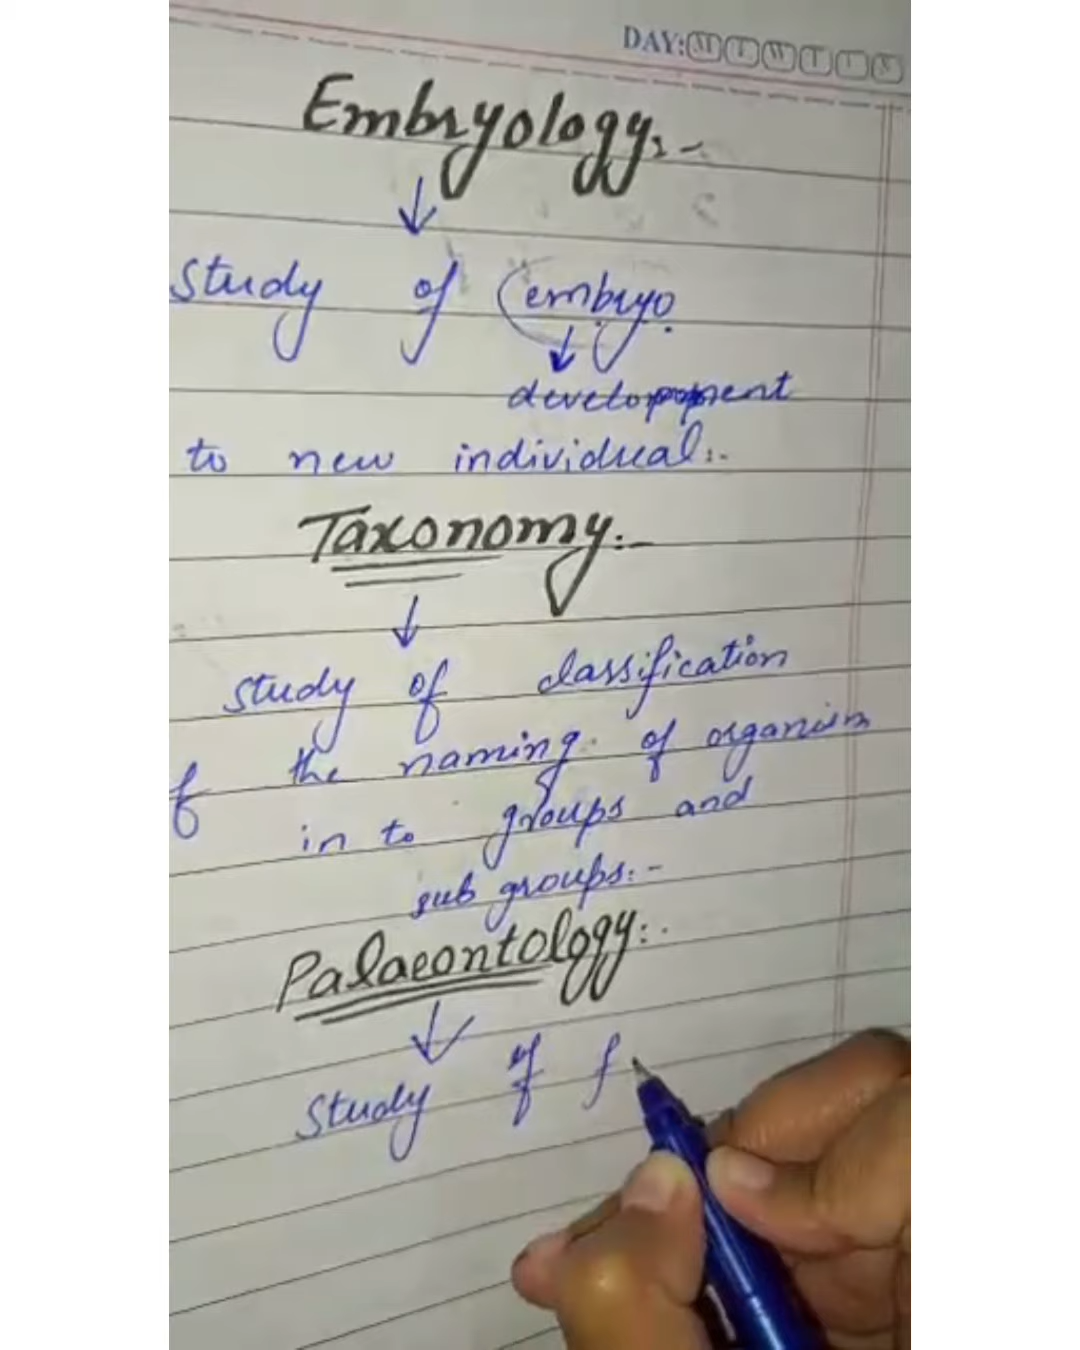 DAY: M T W T F S
Embryology:-
study of (embryo
development
to new individual:-
Taxonomy:-
study of classification
f the naming of organism
in to groups and
sub groups:-
Palaeontology:-
study of f